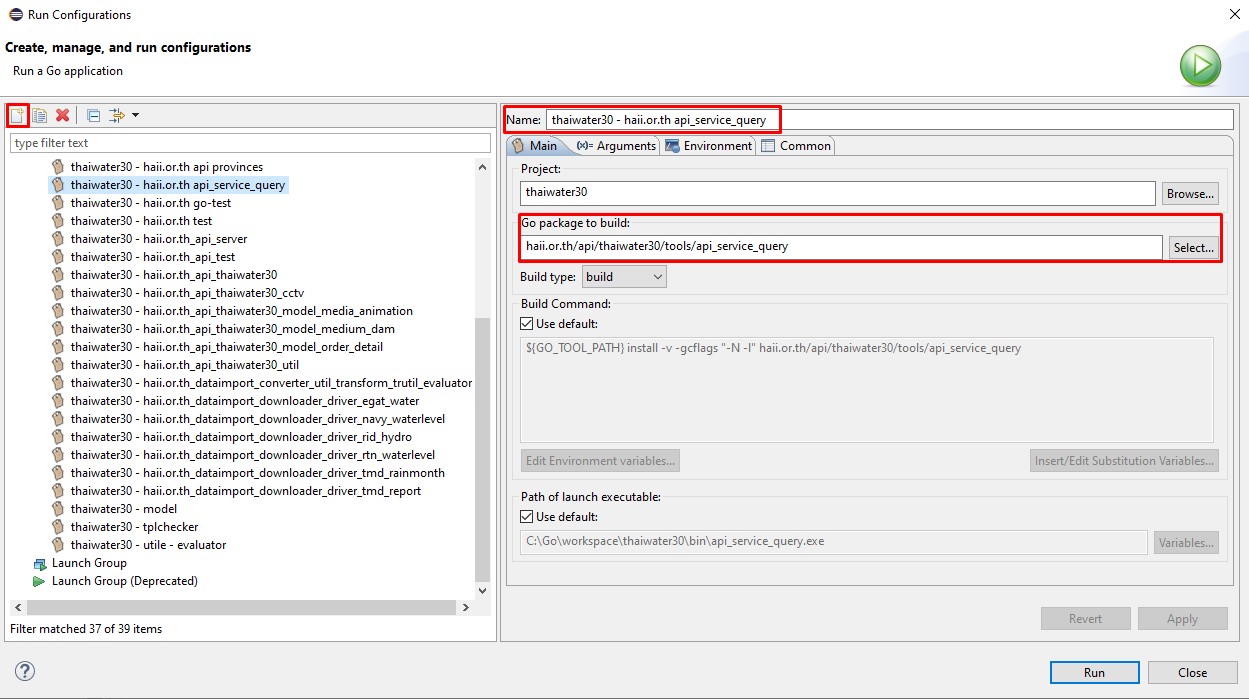 Run Configurations
Create, manage, and run configurations
Run a Go application
type filter text
thaiwater30 - haii.or.th api provinces
thaiwater30 - haii.or.th api_service_query
thaiwater30 - haii.or.th go-test
thaiwater30 - haii.or.th test
thaiwater30 - haii.or.th_api_server
thaiwater30 - haii.or.th_api_test
thaiwater30 - haii.or.th_api_thaiwater30
thaiwater30 - haii.or.th_api_thaiwater30_cctv
thaiwater30 - haii.or.th_api_thaiwater30_model_media_animation
thaiwater30 - haii.or.th_api_thaiwater30_model_medium_dam
thaiwater30 - haii.or.th_api_thaiwater30_model_order_detail
thaiwater30 - haii.or.th_api_thaiwater30_util
thaiwater30 - haii.or.th_dataimport_converter_util_transform_trutil_evaluator
thaiwater30 - haii.or.th_dataimport_downloader_driver_egat_water
thaiwater30 - haii.or.th_dataimport_downloader_driver_navy_waterlevel
thaiwater30 - haii.or.th_dataimport_downloader_driver_rid_hydro
thaiwater30 - haii.or.th_dataimport_downloader_driver_rtn_waterlevel
thaiwater30 - haii.or.th_dataimport_downloader_driver_tmd_rainmonth
thaiwater30 - haii.or.th_dataimport_downloader_driver_tmd_report
thaiwater30 - model
thaiwater30 - tplchecker
thaiwater30 - utile - evaluator
Launch Group
Launch Group (Deprecated)
Filter matched 37 of 39 items
Name: thaiwater30 - haii.or.th api_service_query
Main (x)= Arguments Environment Common
Project:
thaiwater30 Browse...
Go package to build:
haii.or.th/api/thaiwater30/tools/api_service_query Select...
Build type: build
Build Command:
Use default:
${GO_TOOL_PATH} install -v -gcflags "-N -l" haii.or.th/api/thaiwater30/tools/api_service_query
Edit Environment variables... Insert/Edit Substitution Variables...
Path of launch executable:
Use default:
C:\Go\workspace\thaiwater30\bin\api_service_query.exe Variables...
Revert Apply
? Run Close